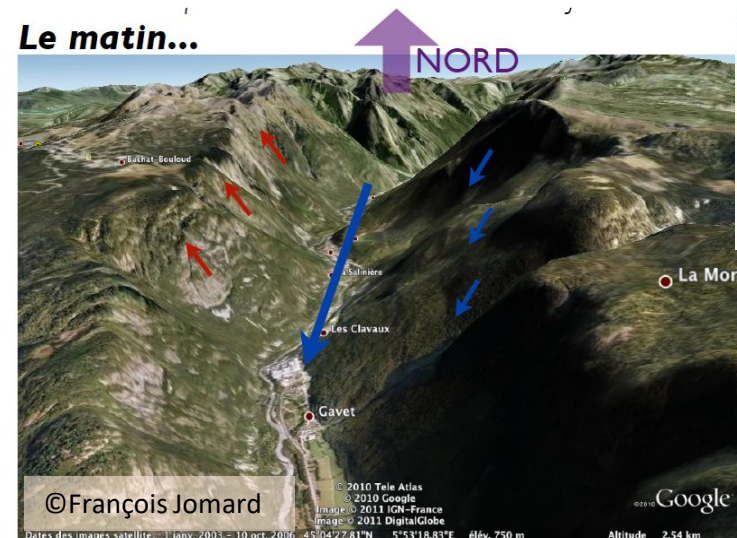 Le matin...
NORD
Bachat-Bouloud
La Mor
Salinière
Les Clavaux
Gavet
© 2010 Tele Atlas
© 2010 Google
Image © 2011 IGN-France
Image © 2011 DigitalGlobe
©2010 Google
©François Jomard
Dates des images satellite : 1 janv. 2003 - 10 oct. 2006 45°04'27.81"N 5°53'18.83"E élév. 750 m Altitude 2.54 km